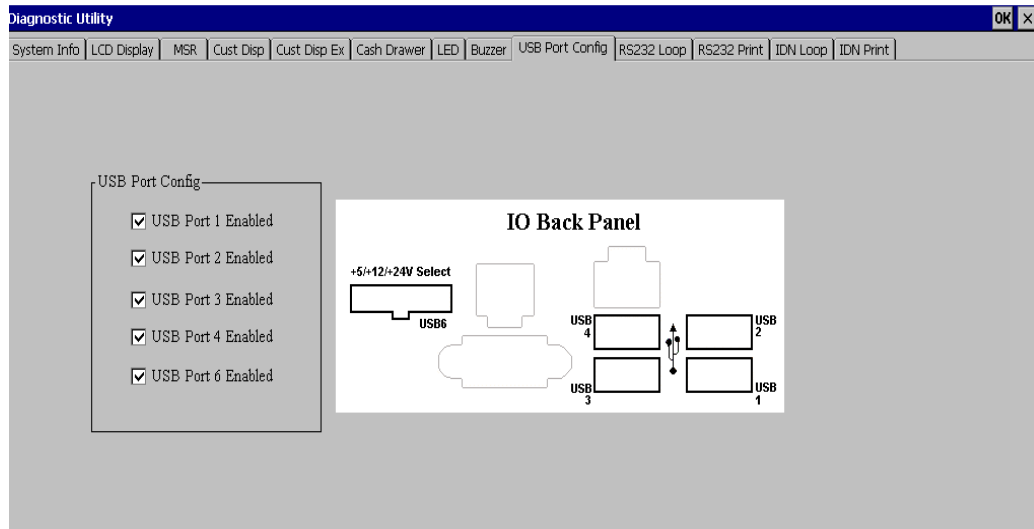 Diagnostic Utility OK ×
System Info LCD Display MSR Cust Disp Cust Disp Ex Cash Drawer LED Buzzer USB Port Config RS232 Loop RS232 Print IDN Loop IDN Print
USB Port Config
USB Port 1 Enabled
USB Port 2 Enabled
USB Port 3 Enabled
USB Port 4 Enabled
USB Port 6 Enabled
IO Back Panel
+5/+12/+24V Select
USB6
USB
4
USB
2
USB
3
USB
1